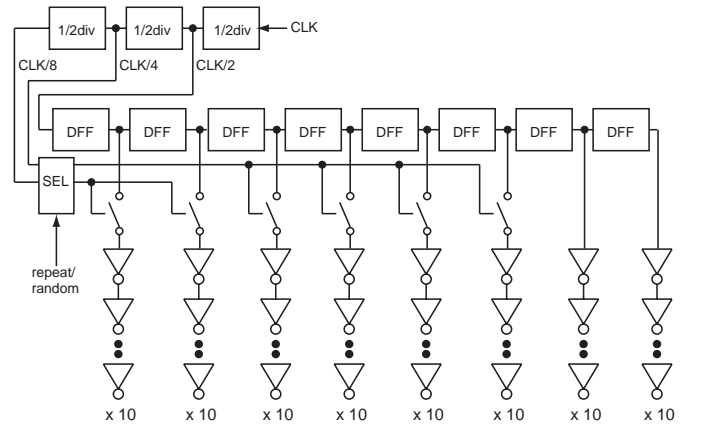 1/2div 1/2div 1/2div CLK
CLK/8 CLK/4 CLK/2
DFF DFF DFF DFF DFF DFF DFF DFF
SEL
repeat/
random
x 10 x 10 x 10 x 10 x 10 x 10 x 10 x 10